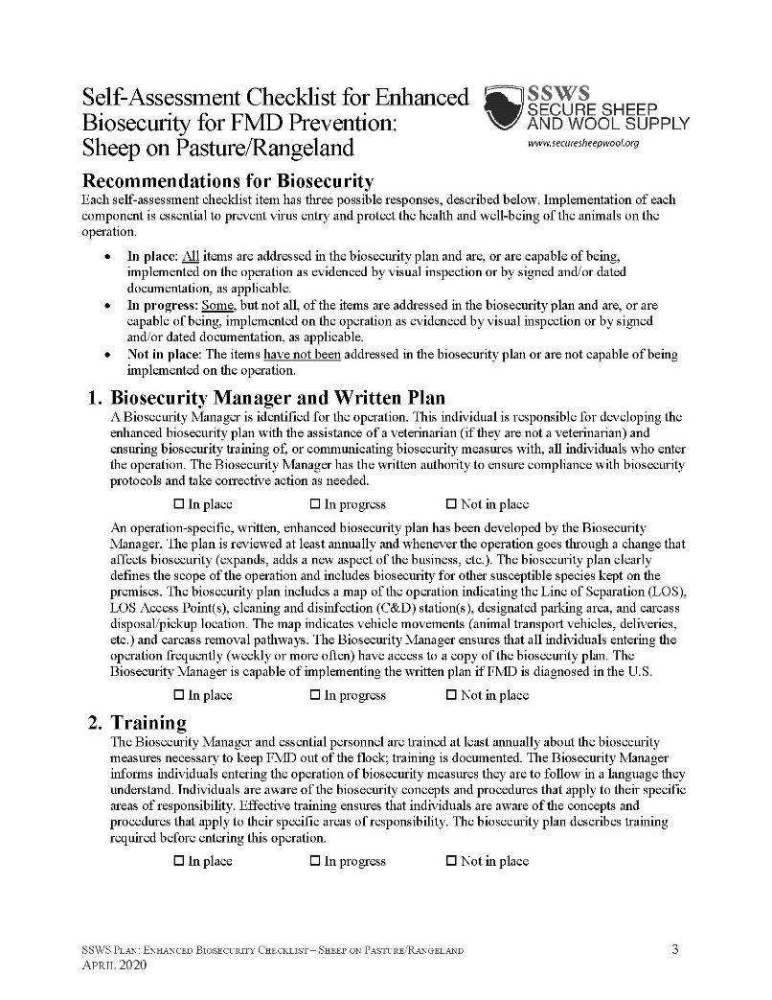 Self-Assessment Checklist for Enhanced
Biosecurity for FMD Prevention:
Sheep on Pasture/Rangeland
SSWS
SECURE SHEEP
AND WOOL SUPPLY
www.securesheepwool.org
Recommendations for Biosecurity
Each self-assessment checklist item has three possible responses, described below. Implementation of each
component is essential to prevent virus entry and protect the health and well-being of the animals on the
operation.
• In place: All items are addressed in the biosecurity plan and are, or are capable of being,
implemented on the operation as evidenced by visual inspection or by signed and/or dated
documentation, as applicable.
• In progress: Some, but not all, of the items are addressed in the biosecurity plan and are, or are
capable of being, implemented on the operation as evidenced by visual inspection or by signed
and/or dated documentation, as applicable.
• Not in place: The items have not been addressed in the biosecurity plan or are not capable of being
implemented on the operation.
1. Biosecurity Manager and Written Plan
A Biosecurity Manager is identified for the operation. This individual is responsible for developing the
enhanced biosecurity plan with the assistance of a veterinarian (if they are not a veterinarian) and
ensuring biosecurity training of, or communicating biosecurity measures with, all individuals who enter
the operation. The Biosecurity Manager has the written authority to ensure compliance with biosecurity
protocols and take corrective action as needed.
☐ In place ☐ In progress ☐ Not in place
An operation-specific, written, enhanced biosecurity plan has been developed by the Biosecurity
Manager. The plan is reviewed at least annually and whenever the operation goes through a change that
affects biosecurity (expands, adds a new aspect of the business, etc.). The biosecurity plan clearly
defines the scope of the operation and includes biosecurity for other susceptible species kept on the
premises. The biosecurity plan includes a map of the operation indicating the Line of Separation (LOS),
LOS Access Point(s), cleaning and disinfection (C&D) station(s), designated parking area, and carcass
disposal/pickup location. The map indicates vehicle movements (animal transport vehicles, deliveries,
etc.) and carcass removal pathways. The Biosecurity Manager ensures that all individuals entering the
operation frequently (weekly or more often) have access to a copy of the biosecurity plan. The
Biosecurity Manager is capable of implementing the written plan if FMD is diagnosed in the U.S.
☐ In place ☐ In progress ☐ Not in place
2. Training
The Biosecurity Manager and essential personnel are trained at least annually about the biosecurity
measures necessary to keep FMD out of the flock; training is documented. The Biosecurity Manager
informs individuals entering the operation of biosecurity measures they are to follow in a language they
understand. Individuals are aware of the biosecurity concepts and procedures that apply to their specific
areas of responsibility. Effective training ensures that individuals are aware of the concepts and
procedures that apply to their specific areas of responsibility. The biosecurity plan describes training
required before entering this operation.
☐ In place ☐ In progress ☐ Not in place
SSWS PLAN: ENHANCED BIOSECURITY CHECKLIST – SHEEP ON PASTURE/RANGELAND 3
APRIL 2020